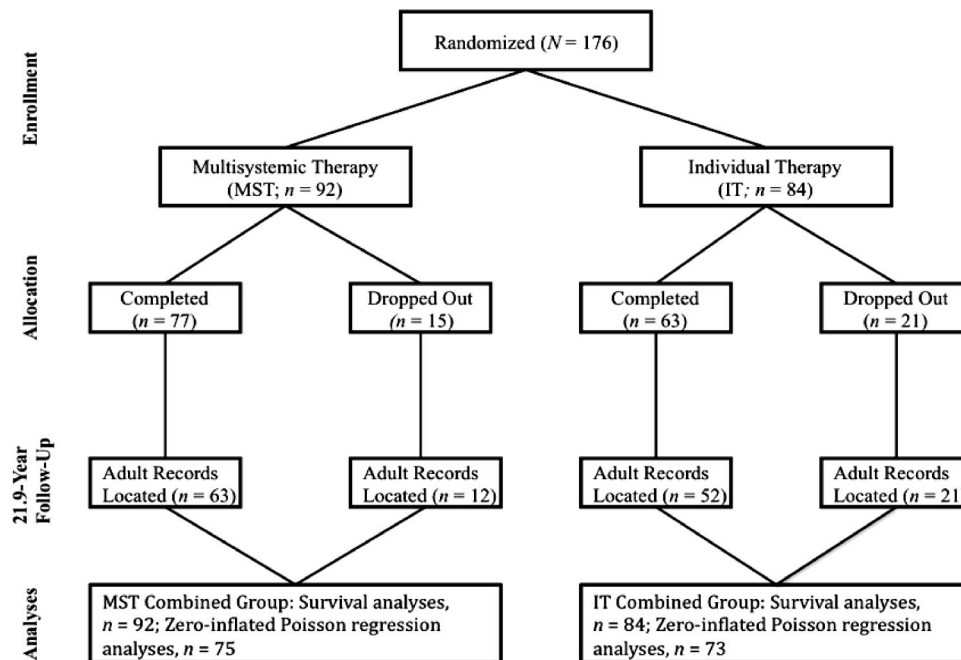 Enrollment
Randomized (N = 176)
Multisystemic Therapy
(MST; n = 92)
Individual Therapy
(IT; n = 84)
Allocation
Completed
(n = 77)
Dropped Out
(n = 15)
Completed
(n = 63)
Dropped Out
(n = 21)
21.9-Year
Follow-Up
Adult Records
Located (n = 63)
Adult Records
Located (n = 12)
Adult Records
Located (n = 52)
Adult Records
Located (n = 21)
Analyses
MST Combined Group: Survival analyses,
n = 92; Zero-inflated Poisson regression
analyses, n = 75
IT Combined Group: Survival analyses,
n = 84; Zero-inflated Poisson regression
analyses, n = 73